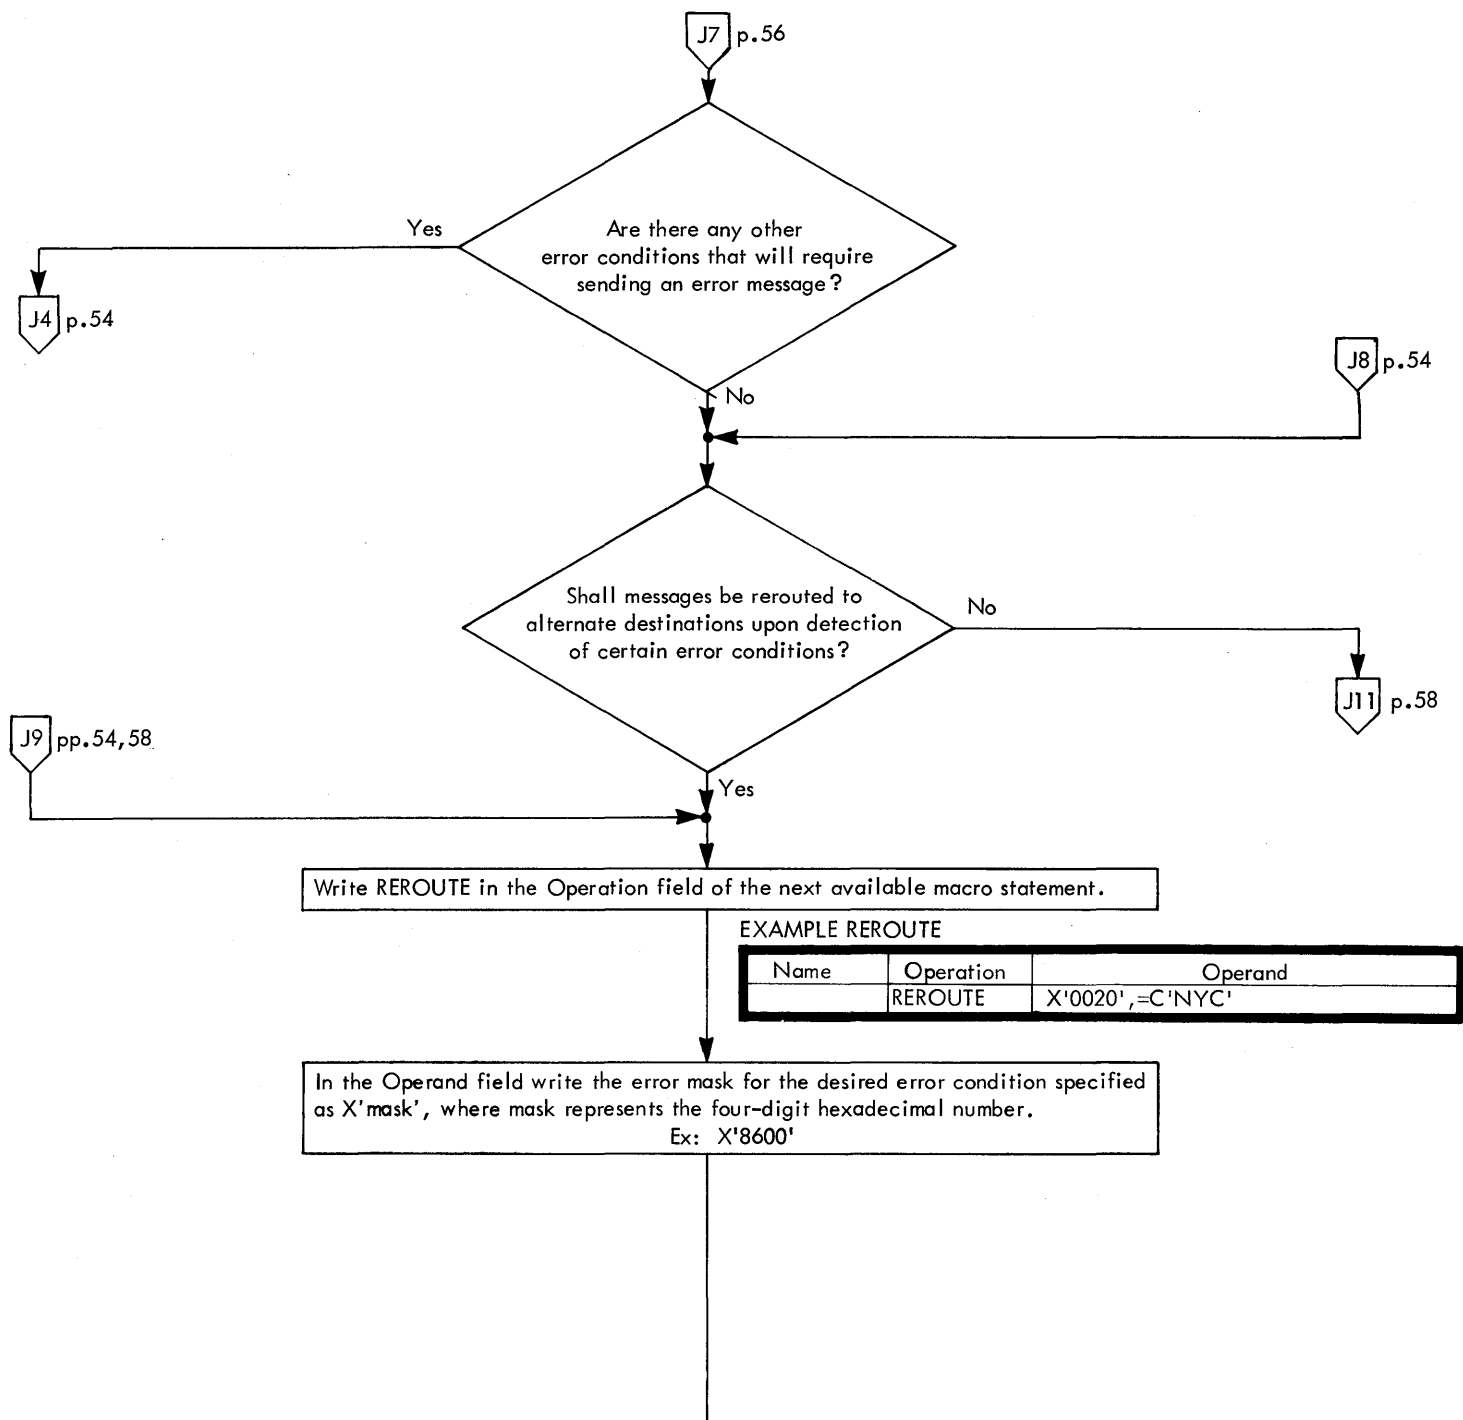 J7 p.56
Yes
Are there any other
error conditions that will require
sending an error message?
J4 p.54
J8 p.54
No
Shall messages be rerouted to
alternate destinations upon detection
of certain error conditions?
No
J11 p.58
J9 pp.54,58
Yes
Write REROUTE in the Operation field of the next available macro statement.
EXAMPLE REROUTE
Name Operation Operand
REROUTE X'0020',=C'NYC'
In the Operand field write the error mask for the desired error condition specified
as X'mask', where mask represents the four-digit hexadecimal number.
Ex: X'8600'